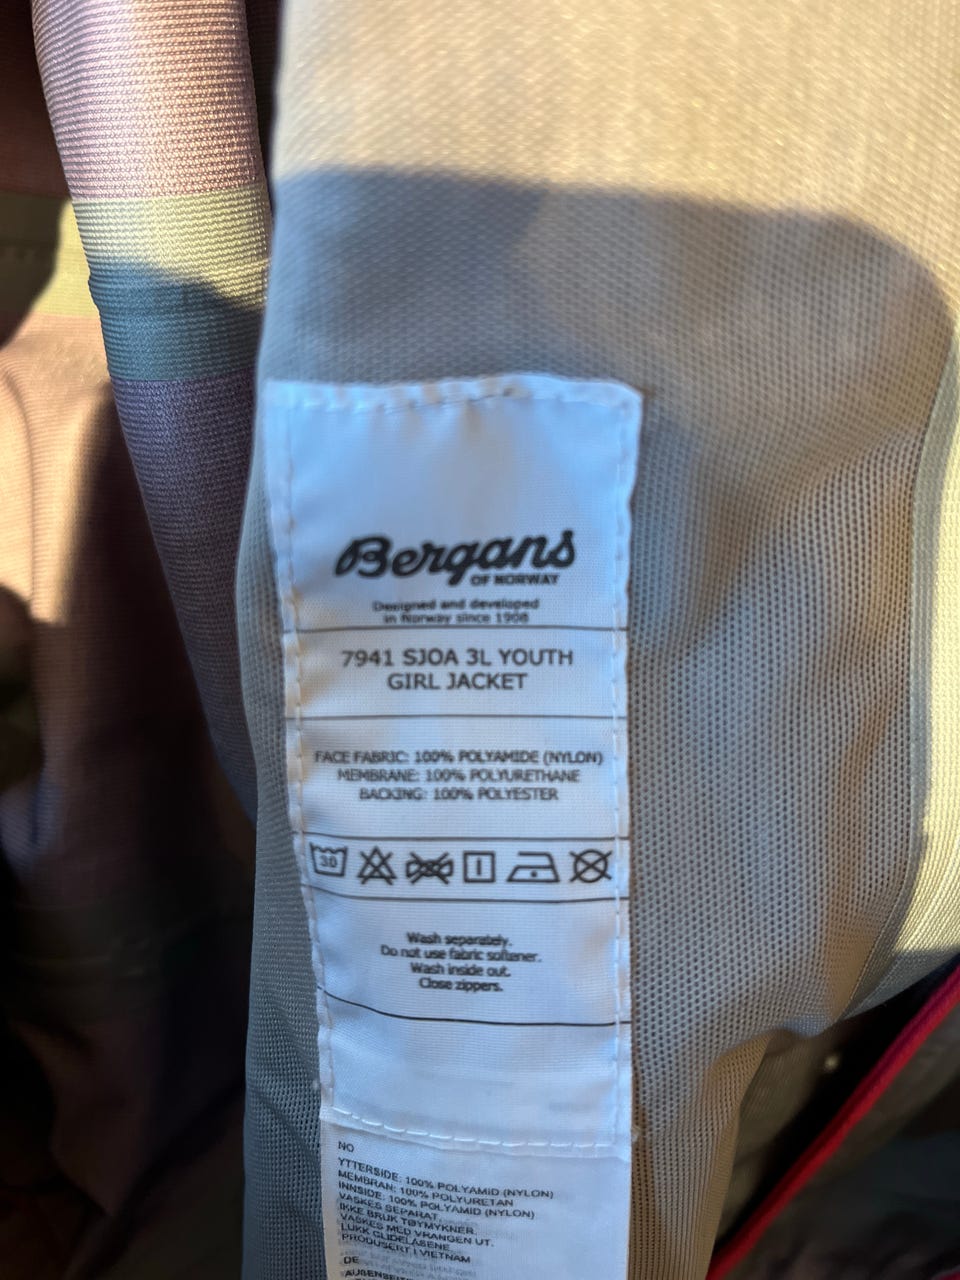 Bergans
OF NORWAY
Designed and developed
in Norway since 1908
7941 SJOA 3L YOUTH
GIRL JACKET
FACE FABRIC: 100% POLYAMIDE (NYLON)
MEMBRANE: 100% POLYURETHANE
BACKING: 100% POLYESTER
30
Wash separately.
Do not use fabric softener.
Wash inside out.
Close zippers.
NO
YTTERSIDE: 100% POLYAMID (NYLON)
MEMBRAN: 100% POLYURETAN
INNSIDE: 100% POLYAMID (NYLON)
VASKES SEPARAT.
IKKE BRUK TØYMYKNER.
VASKES MED VRANGEN UT.
LUKK GLIDELÅSENE.
PRODUSERT I VIETNAM
DE